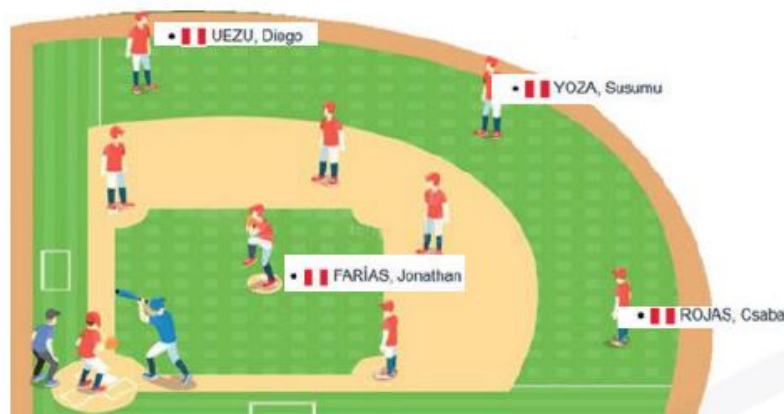 • UEZU, Diego
• YOZA, Susumu
• FARÍAS, Jonathan
• ROJAS, Csaba